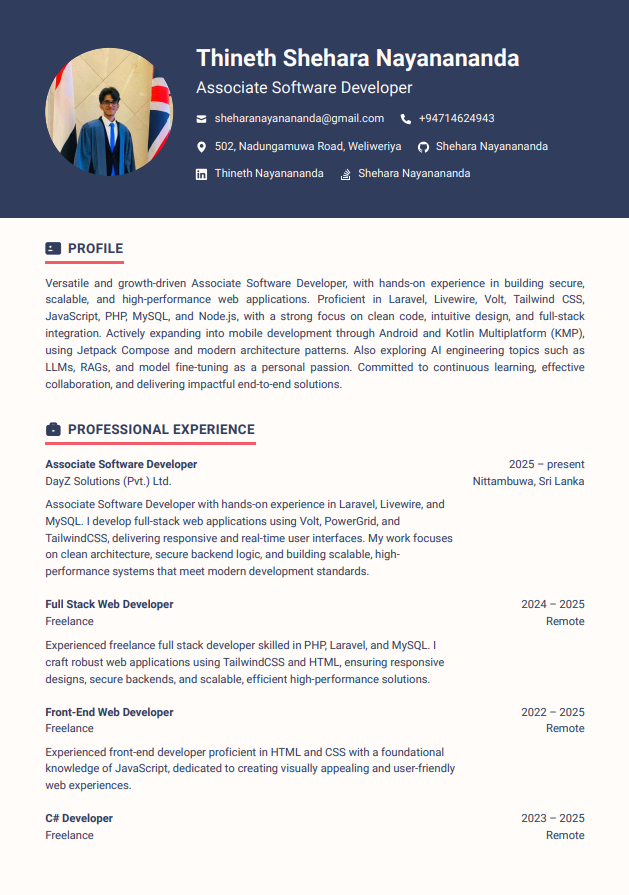 Thineth Shehara Nayanananda
Associate Software Developer
sheharanayanananda@gmail.com +94714624943
502, Nadungamuwa Road, Weliweriya Shehara Nayanananda
Thineth Nayanananda Shehara Nayanananda
PROFILE
Versatile and growth-driven Associate Software Developer, with hands-on experience in building secure,
scalable, and high-performance web applications. Proficient in Laravel, Livewire, Volt, Tailwind CSS,
JavaScript, PHP, MySQL, and Node.js, with a strong focus on clean code, intuitive design, and full-stack
integration. Actively expanding into mobile development through Android and Kotlin Multiplatform (KMP),
using Jetpack Compose and modern architecture patterns. Also exploring AI engineering topics such as
LLMs, RAGs, and model fine-tuning as a personal passion. Committed to continuous learning, effective
collaboration, and delivering impactful end-to-end solutions.
PROFESSIONAL EXPERIENCE
Associate Software Developer 2025 – present
DayZ Solutions (Pvt.) Ltd. Nittambuwa, Sri Lanka
Associate Software Developer with hands-on experience in Laravel, Livewire, and
MySQL. I develop full-stack web applications using Volt, PowerGrid, and
TailwindCSS, delivering responsive and real-time user interfaces. My work focuses
on clean architecture, secure backend logic, and building scalable, high-
performance systems that meet modern development standards.
Full Stack Web Developer 2024 – 2025
Freelance Remote
Experienced freelance full stack developer skilled in PHP, Laravel, and MySQL. I
craft robust web applications using TailwindCSS and HTML, ensuring responsive
designs, secure backends, and scalable, efficient high-performance solutions.
Front-End Web Developer 2022 – 2025
Freelance Remote
Experienced front-end developer proficient in HTML and CSS with a foundational
knowledge of JavaScript, dedicated to creating visually appealing and user-friendly
web experiences.
C# Developer 2023 – 2025
Freelance Remote